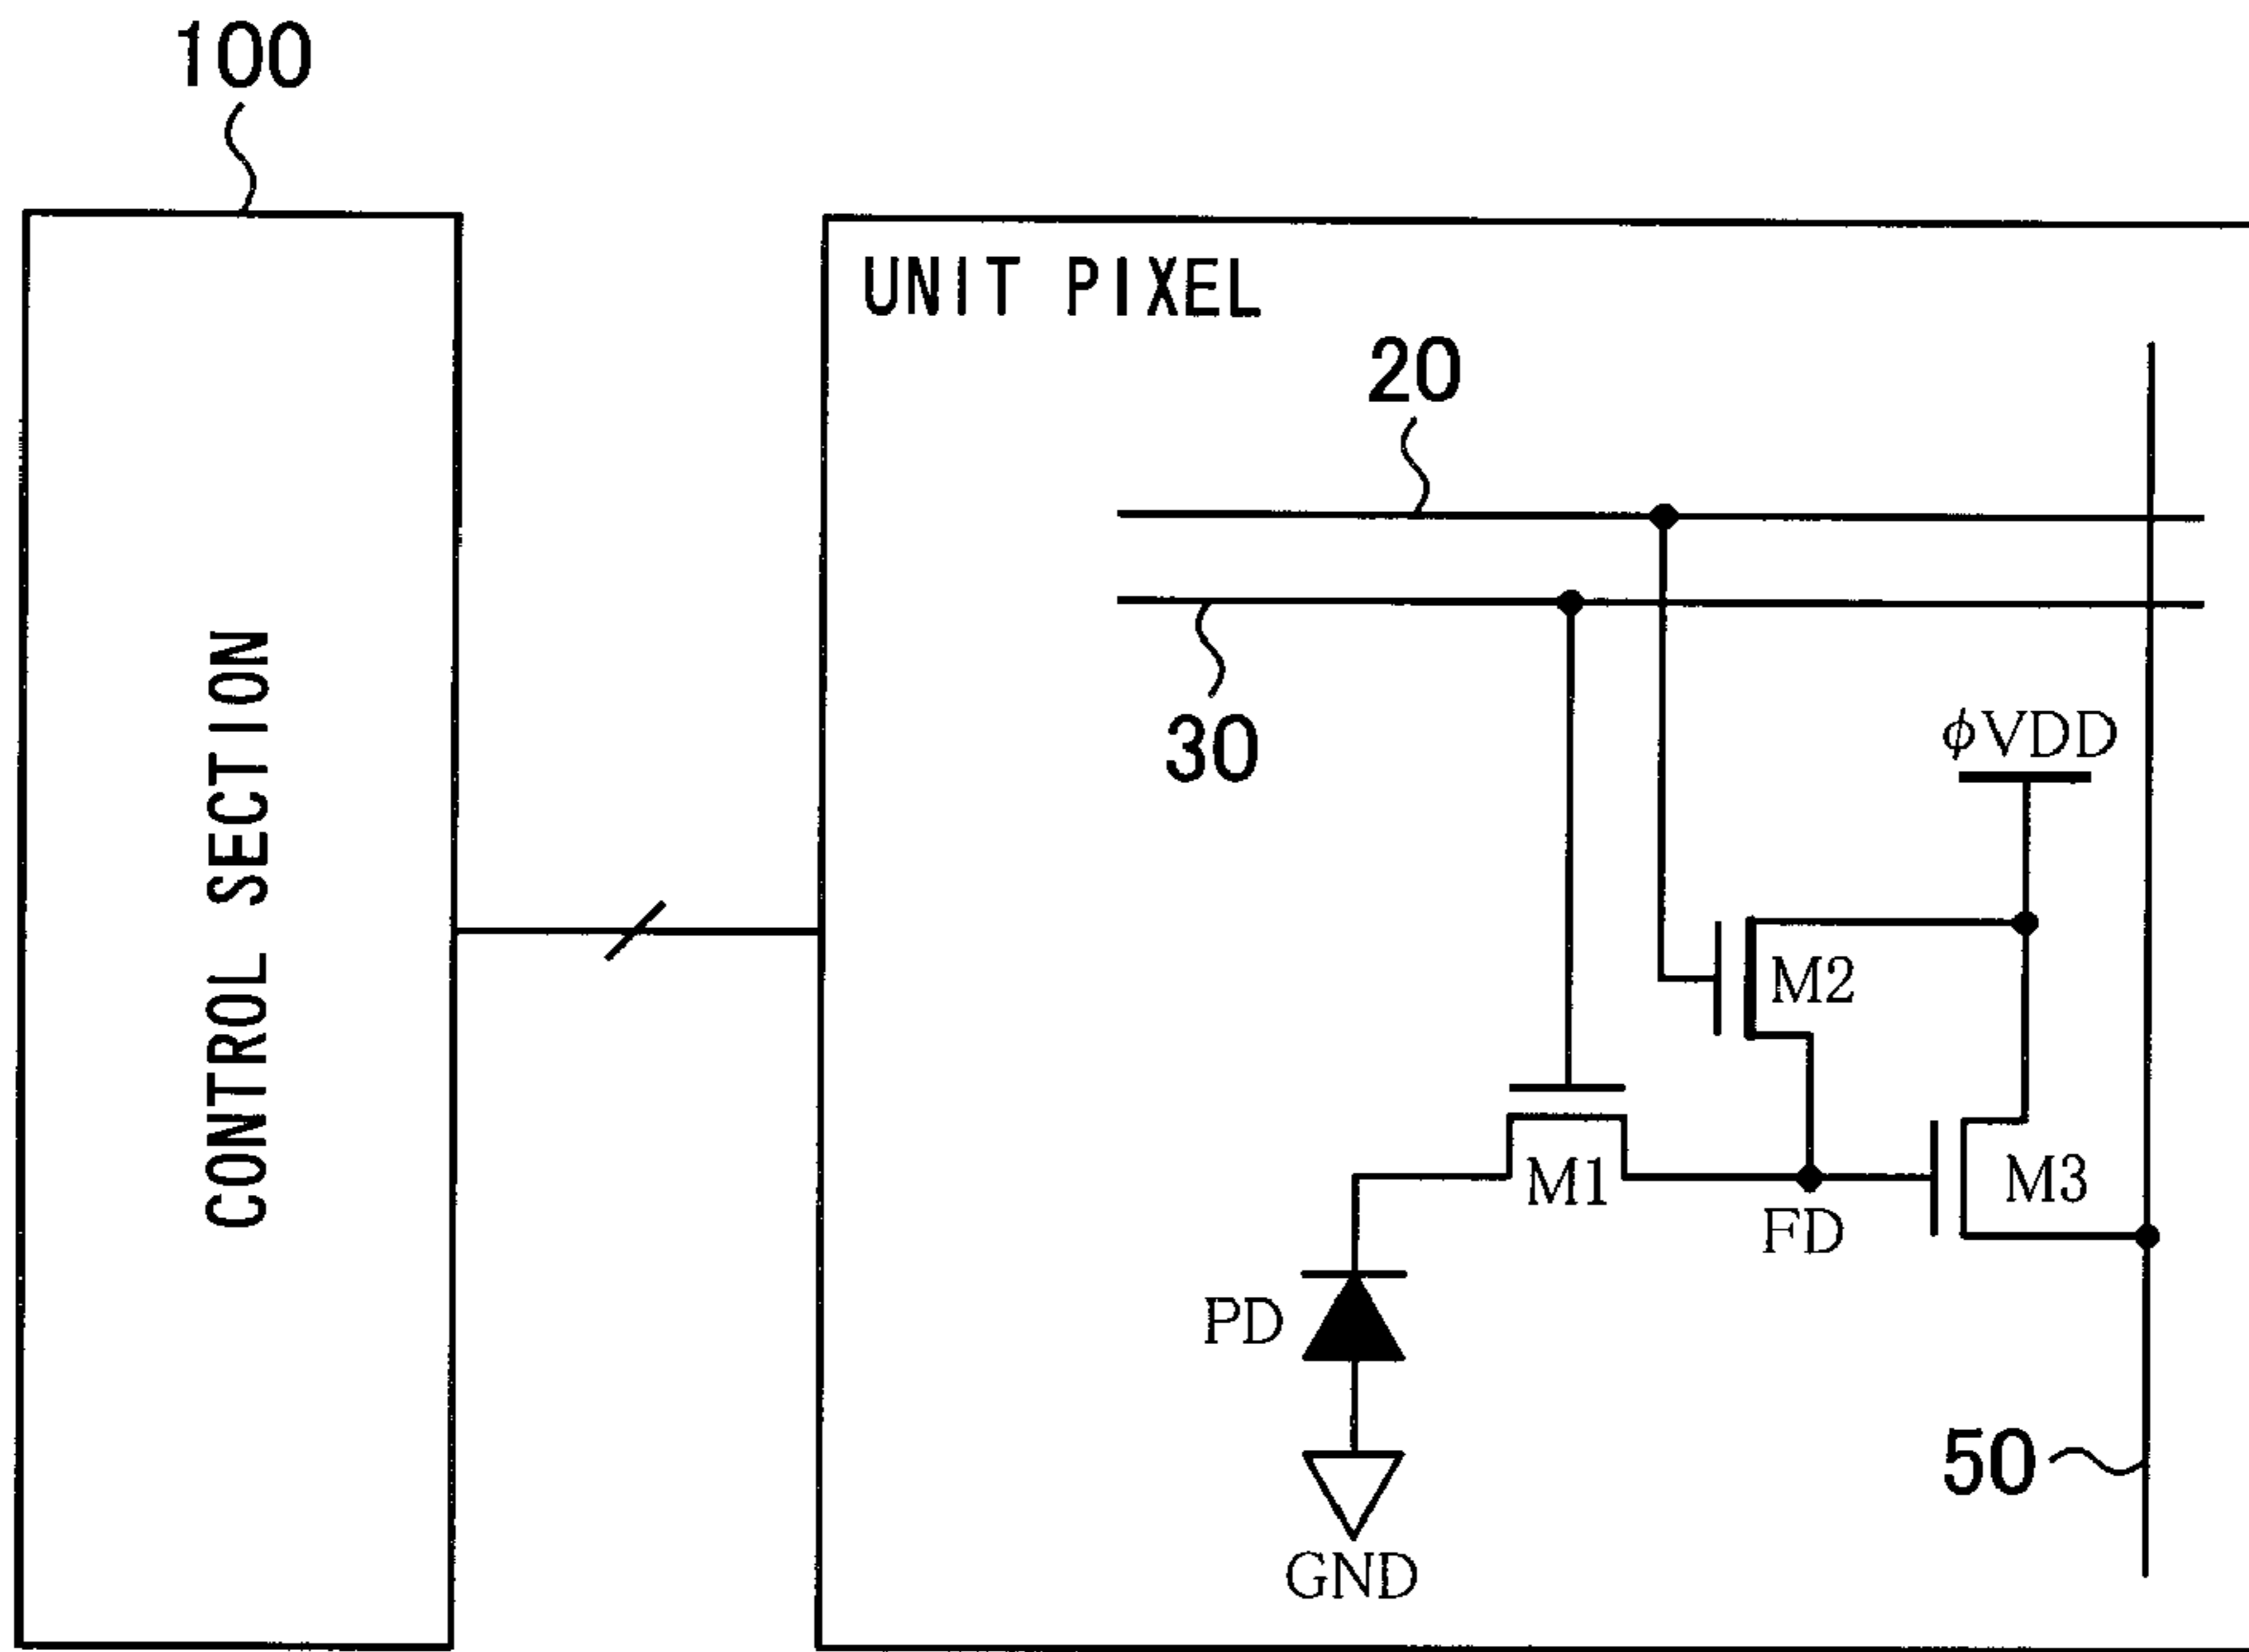 100
UNIT PIXEL
20
30
φVDD
CONTROL SECTION
M2
M1
M3
FD
PD
50
GND